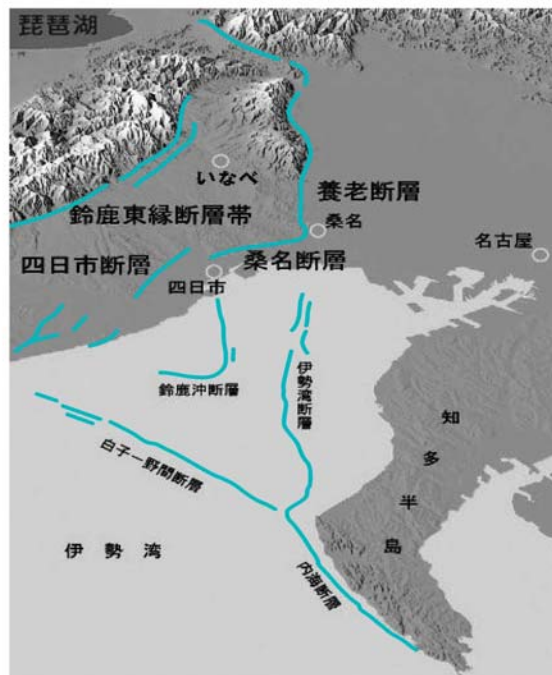 琵琶湖
いなべ
養老断層
鈴鹿東縁断層帯
桑名
名古屋
四日市断層
桑名断層
四日市
鈴鹿沖断層
伊勢湾断層
知多半島
白子－野間断層
伊勢湾
内海断層